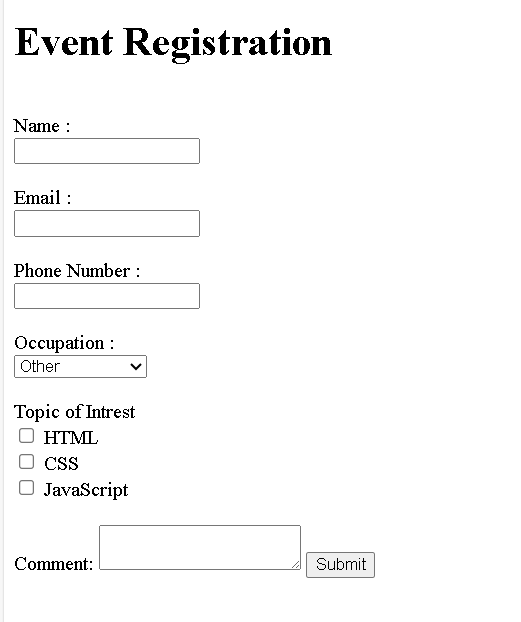 Event Registration
Name :
Email :
Phone Number :
Occupation :
Other
Topic of Intrest
HTML
CSS
JavaScript
Comment: Submit